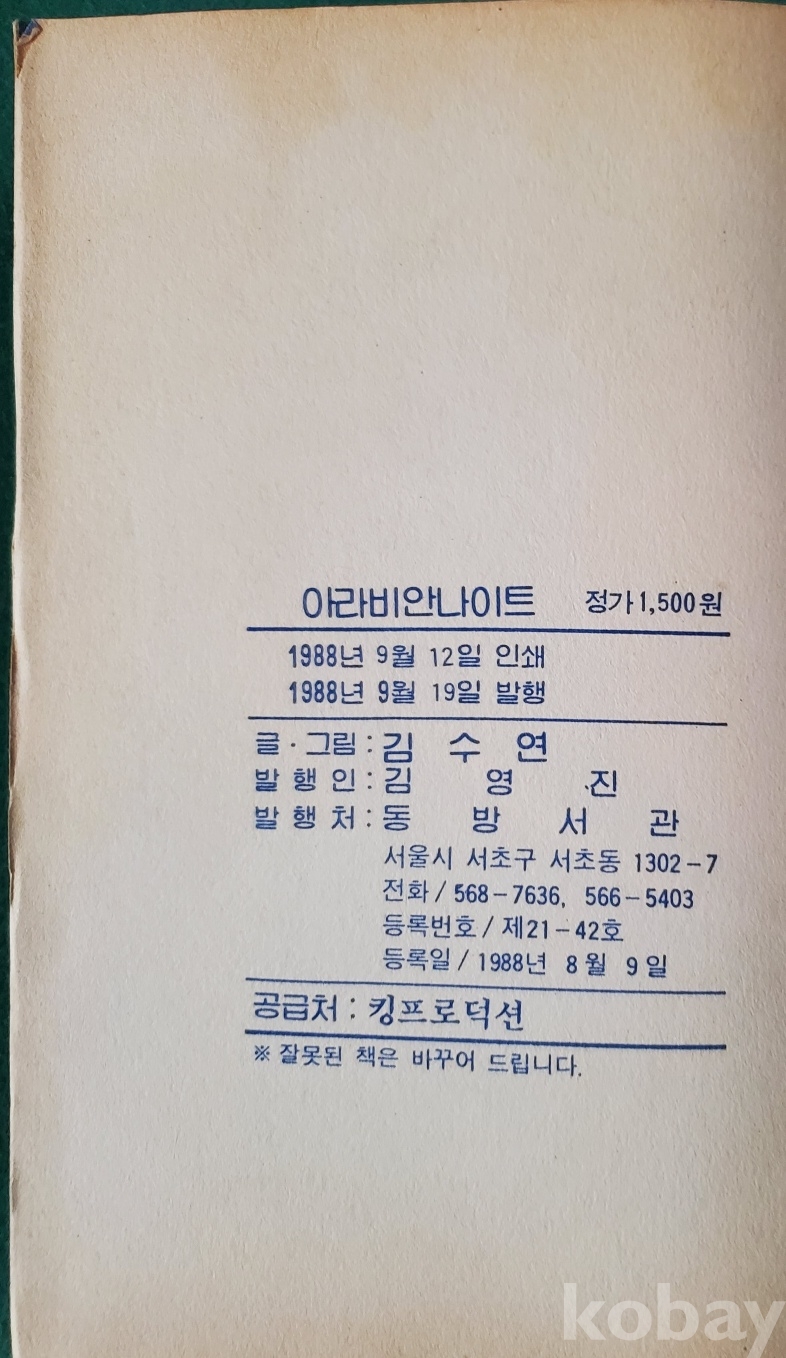 아라비안나이트 정가 1,500원
1988년 9월 12일 인쇄
1988년 9월 19일 발행
글·그림 : 김 수 연
발 행 인 : 김 영 진
발 행 처 : 동 방 서 관
서울시 서초구 서초동 1302-7
전화 / 568-7636, 566-5403
등록번호 / 제21-42호
등록일 / 1988년 8월 9일
공급처 : 킹프로덕션
※ 잘못된 책은 바꾸어 드립니다.
kobay